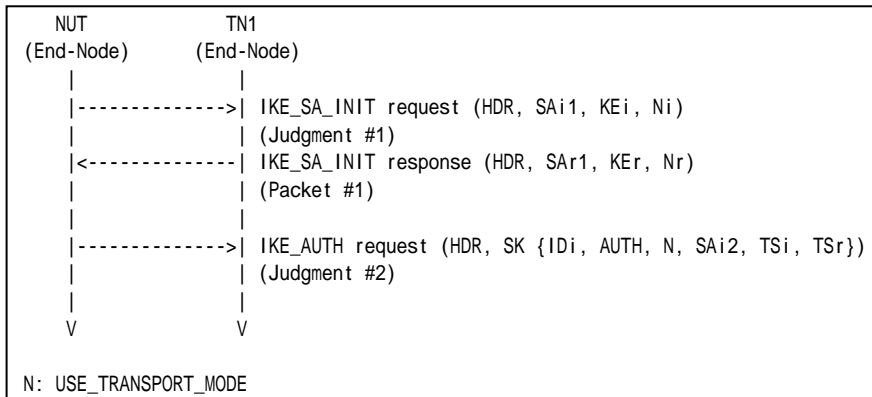 NUT TN1
(End-Node) (End-Node)
| |
|-------------->| IKE_SA_INIT request (HDR, SAi1, KEi, Ni)
| | (Judgment #1)
|<--------------| IKE_SA_INIT response (HDR, SAr1, KEr, Nr)
| | (Packet #1)
| |
|-------------->| IKE_AUTH request (HDR, SK {IDi, AUTH, N, SAi2, TSi, TSr})
| | (Judgment #2)
| |
V V
N: USE_TRANSPORT_MODE